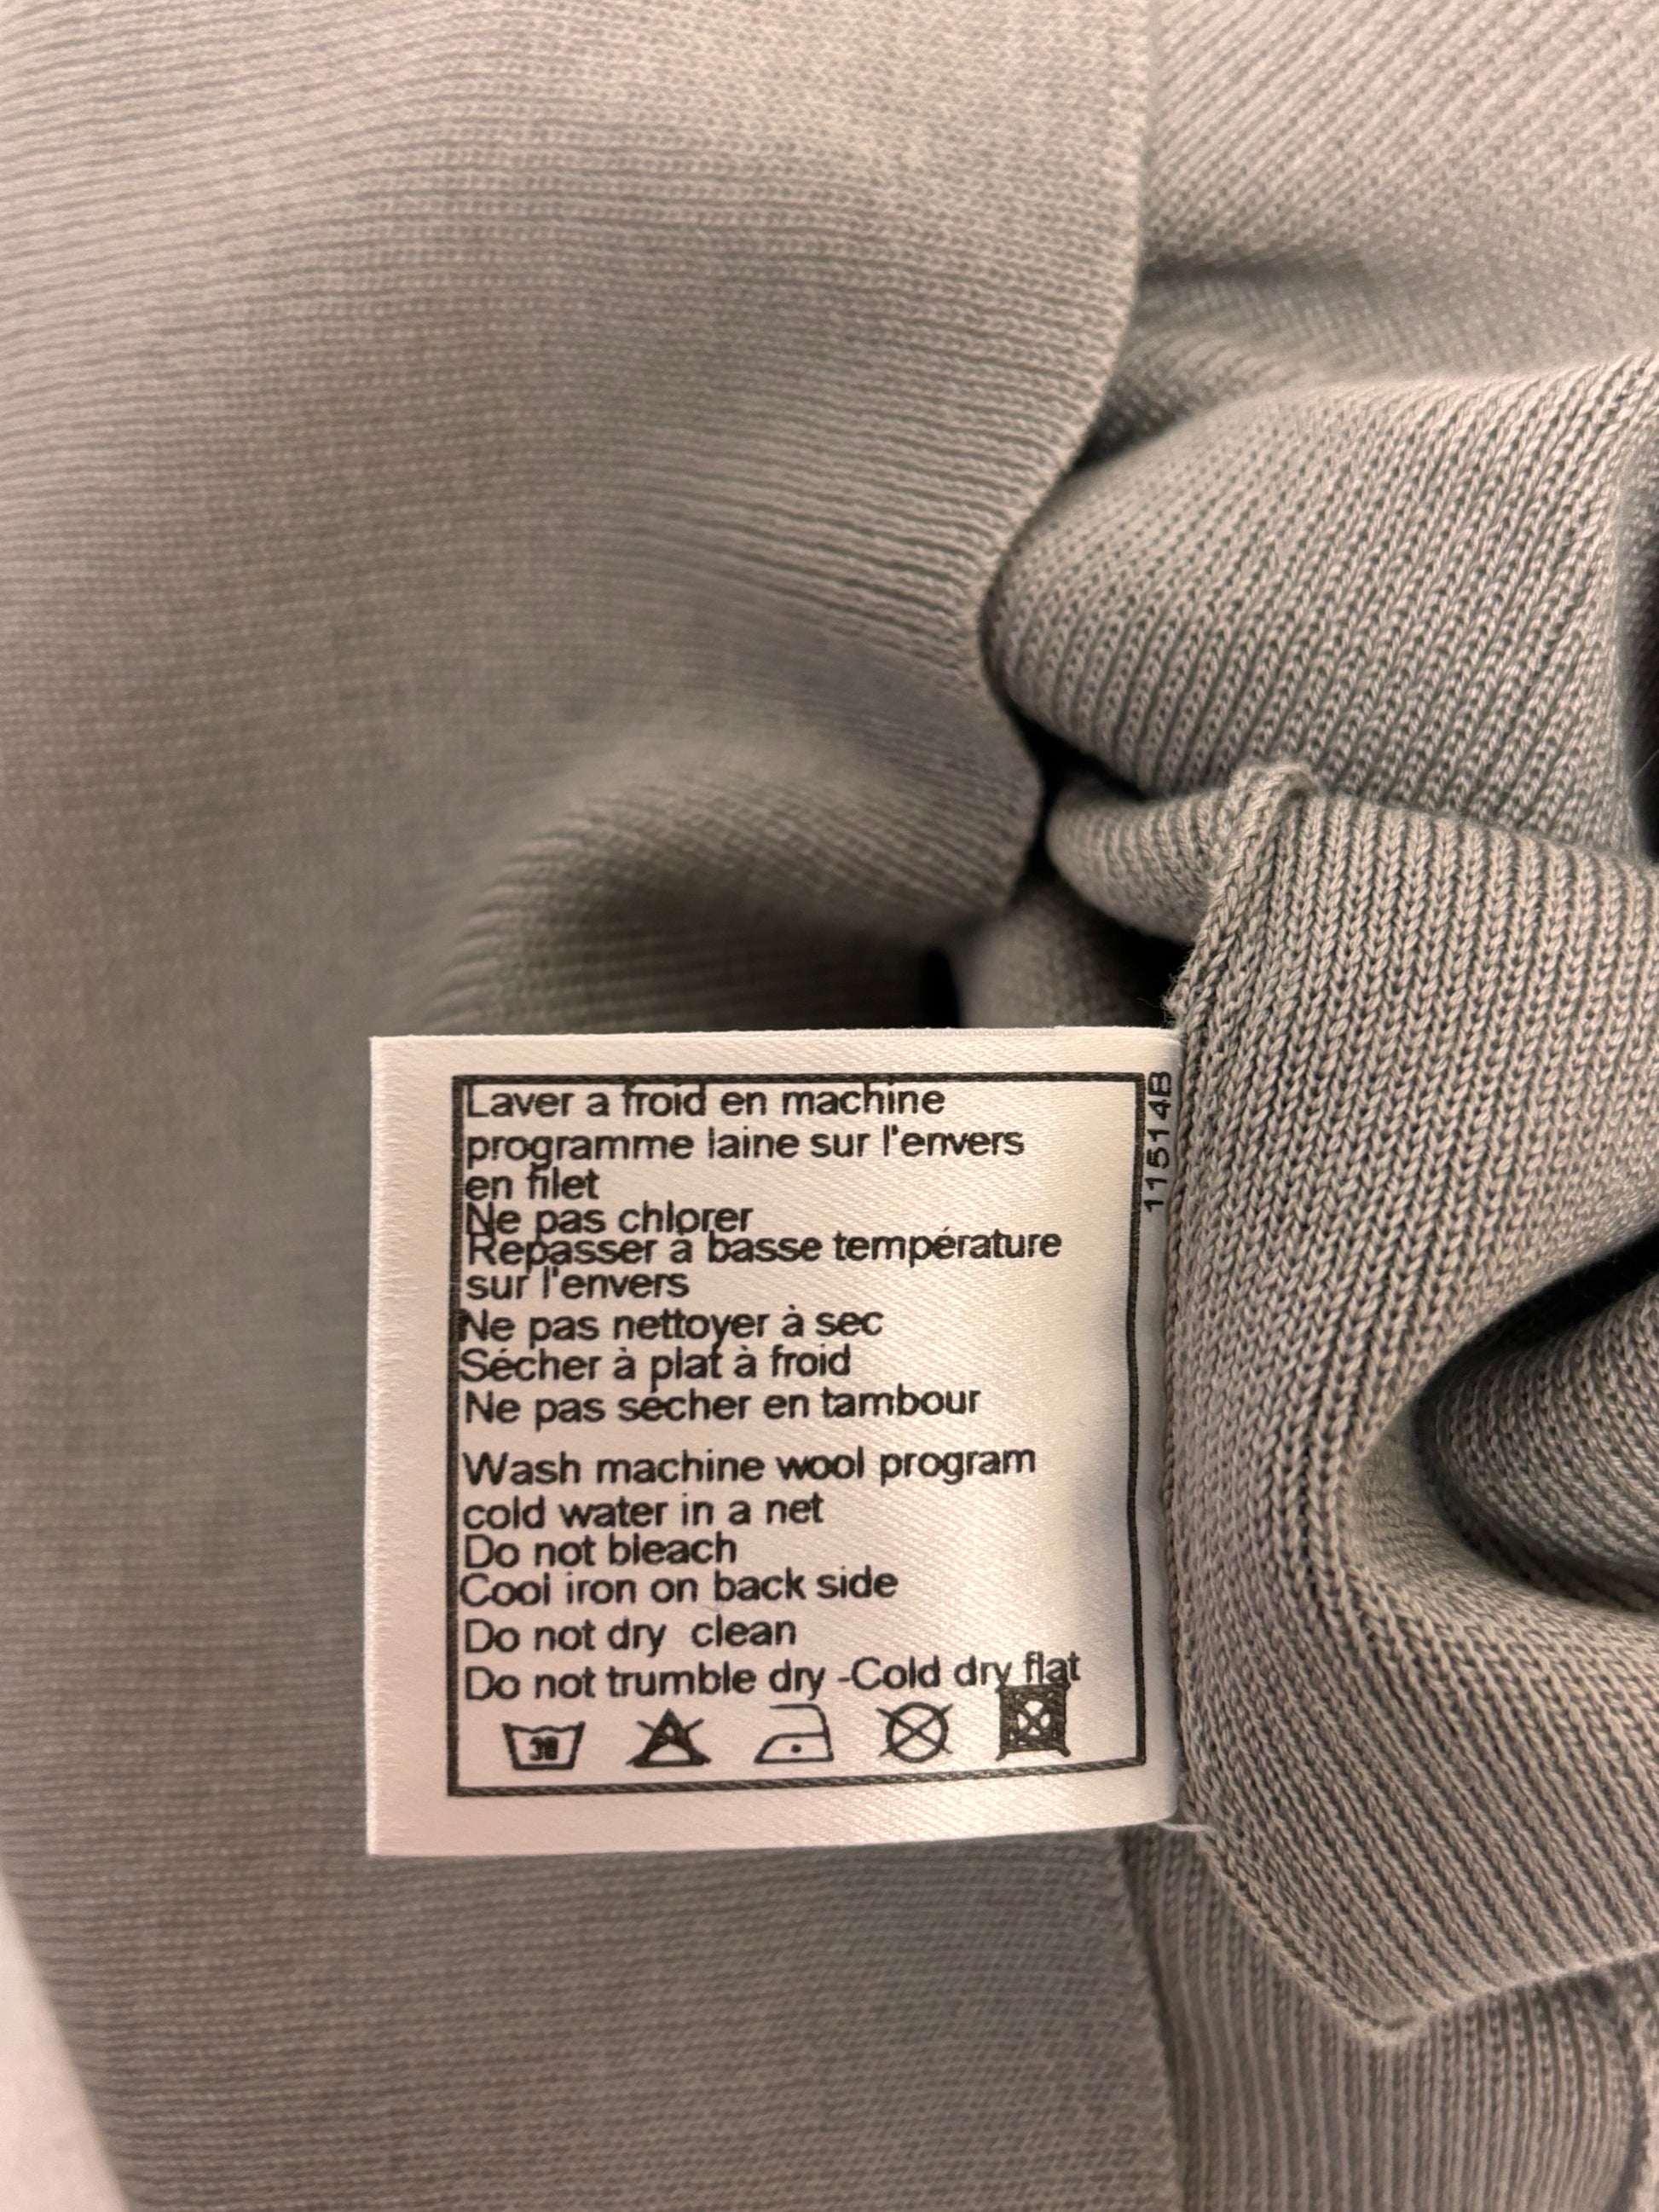 Laver a froid en machine
programme laine sur l'envers
en filet
Ne pas chlorer
Repasser à basse température
sur l'envers
Ne pas nettoyer à sec
Sécher à plat à froid
Ne pas sécher en tambour
Wash machine wool program
cold water in a net
Do not bleach
Cool iron on back side
Do not dry clean
Do not trumble dry -Cold dry flat
30
11514B